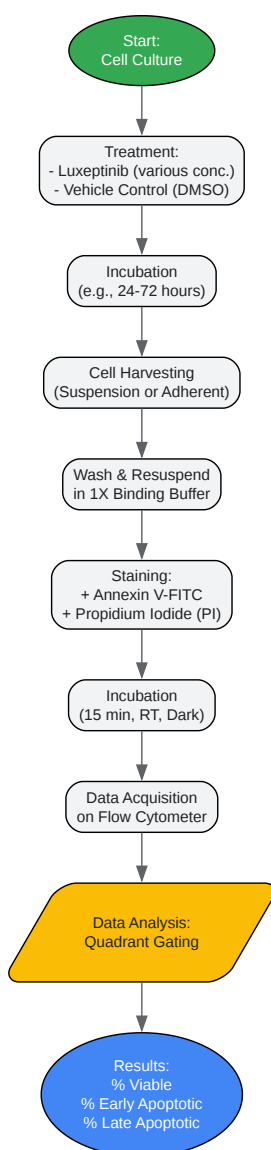 Start:
Cell Culture
Treatment:
- Luxeptinib (various conc.)
- Vehicle Control (DMSO)
Incubation
(e.g., 24-72 hours)
Cell Harvesting
(Suspension or Adherent)
Wash & Resuspend
in 1X Binding Buffer
Staining:
+ Annexin V-FITC
+ Propidium Iodide (PI)
Incubation
(15 min, RT, Dark)
Data Acquisition
on Flow Cytometer
Data Analysis:
Quadrant Gating
Results:
% Viable
% Early Apoptotic
% Late Apoptotic